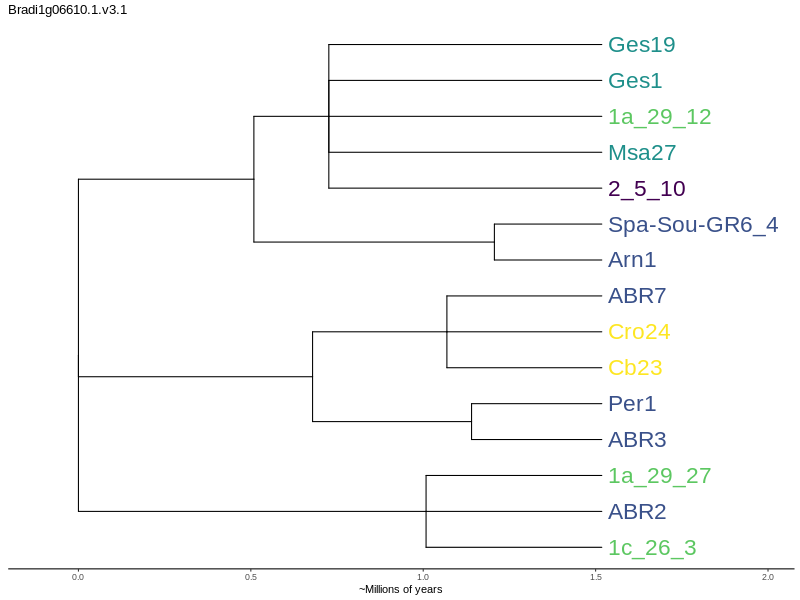 Bradi1g06610.1.v3.1
Ges19
Ges1
1a_29_12
Msa27
2_5_10
Spa-Sou-GR6_4
Arn1
ABR7
Cro24
Cb23
Per1
ABR3
1a_29_27
ABR2
1c_26_3
0.0 0.5 1.0 1.5 2.0
~Millions of years